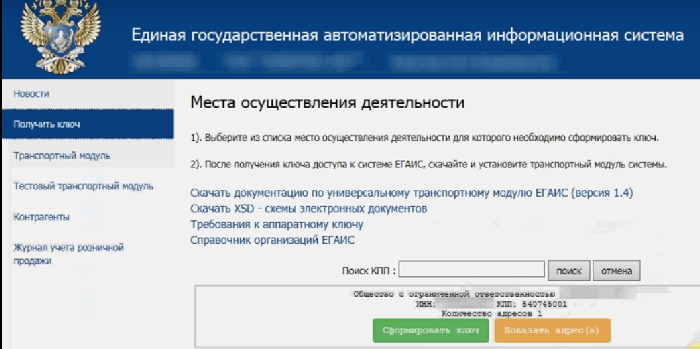 Единая государственная автоматизированная информационная система
Новости
Получить ключ
Транспортный модуль
Тестовый транспортный модуль
Контрагенты
Журнал учета розничной
продажи
Места осуществления деятельности
1). Выберите из списка место осуществления деятельности для которого необходимо сформировать ключ.
2). После получения ключа доступа к системе ЕГАИС, скачайте и установите транспортный модуль системы.
Скачать документацию по универсальному транспортному модулю ЕГАИС (версия 1.4)
Скачать XSD - схемы электронных документов
Требования к аппаратному ключу
Справочник организаций ЕГАИС
Поиск КПП : поиск отмена
Общество с ограниченной ответственностью
ИНН: КПП: 540745001
Количество адресов 1
Сформировать ключ Показать адрес(а)